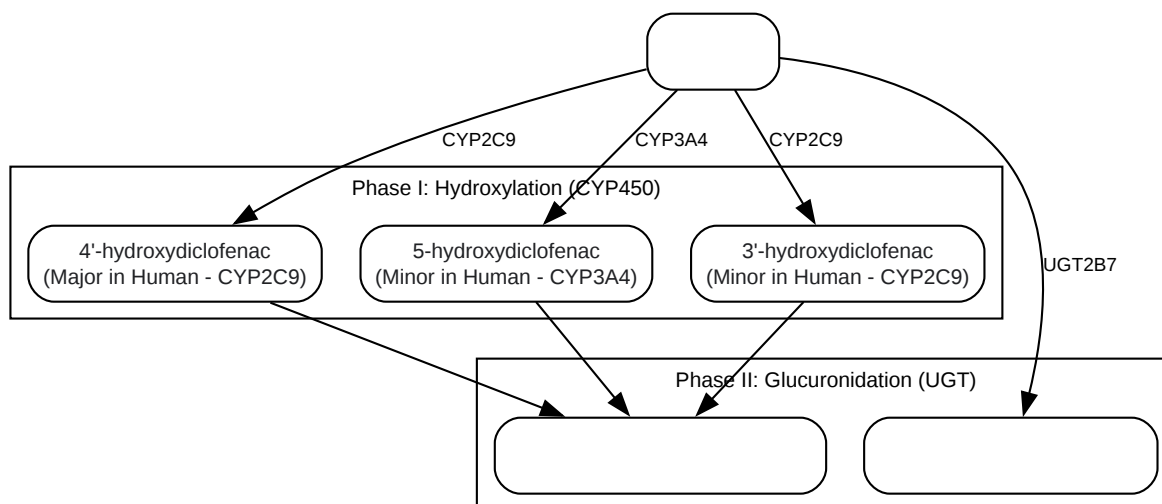 CYP2C9
CYP3A4
CYP2C9
Phase I: Hydroxylation (CYP450)
4'-hydroxydiclofenac
(Major in Human - CYP2C9)
5-hydroxydiclofenac
(Minor in Human - CYP3A4)
3'-hydroxydiclofenac
(Minor in Human - CYP2C9)
UGT2B7
Phase II: Glucuronidation (UGT)